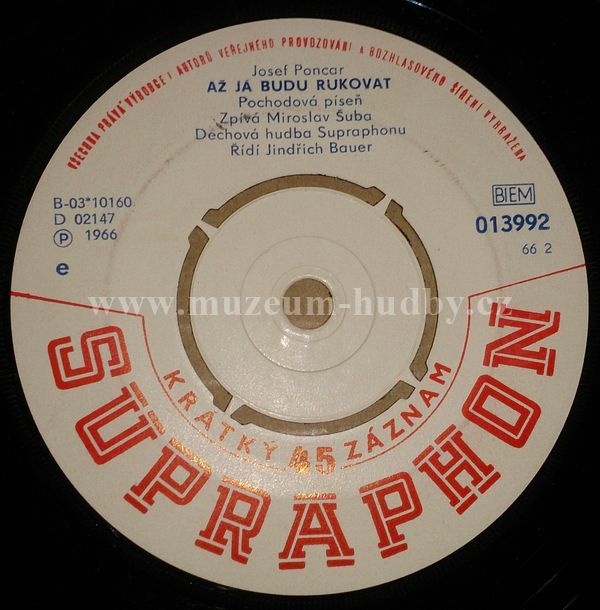 VŠECHNA PRÁVA VÝROBCE I AUTORŮ VEŘEJNÉHO PROVOZOVÁNÍ A ROZHLASOVÉHO ŠÍŘENÍ VYHRAŽENA
Josef Poncar
AŽ JÁ BUDU RUKOVAT
Pochodová píseň
Zpívá Miroslav Šuba
Dechová hudba Supraphonu
Řídí Jindřich Bauer
B-03*10160
D 02147
Ⓟ 1966
e
BIEM
013992
66 2
www.muzeum-hudby.cz
KRÁTKÝ 45 ZÁZNAM
SUPRAPHON